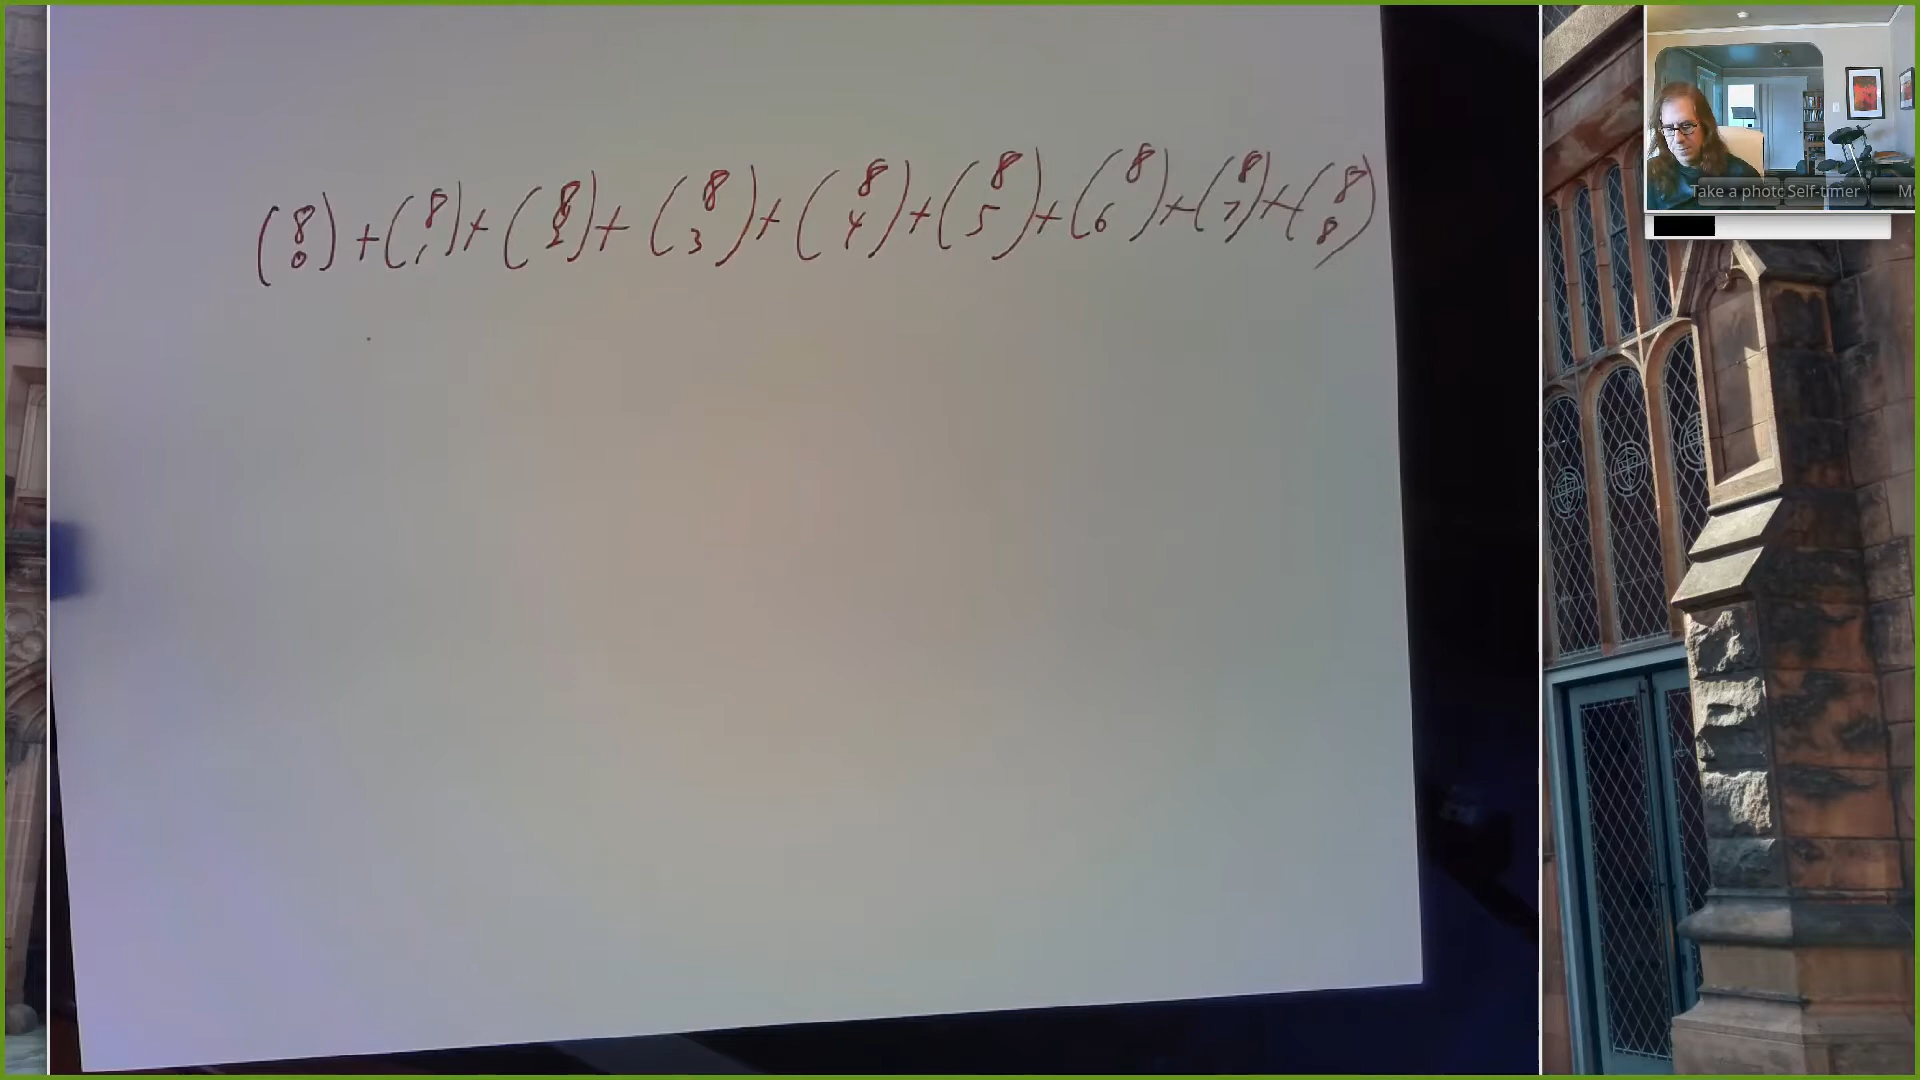 (8 0) + (8 1) + (8 2) + (8 3) + (8 4) + (8 5) + (8 6) + (8 7) + (8 8)
Take a photo Self-timer